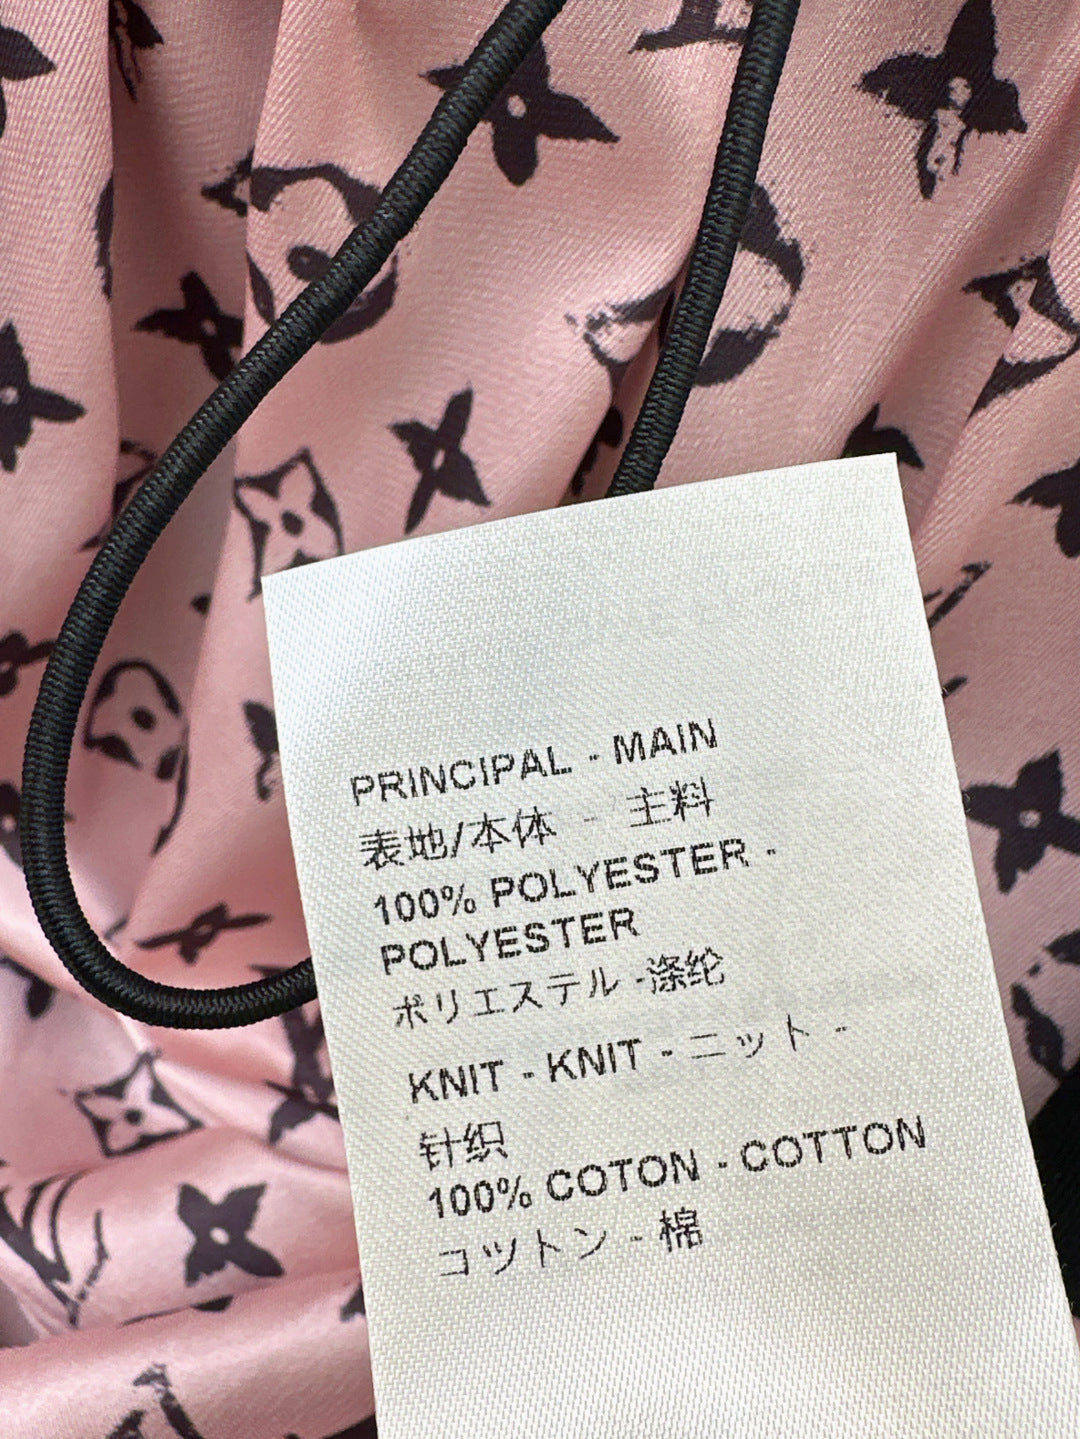 PRINCIPAL - MAIN
表地/本体 - 主料
100% POLYESTER -
POLYESTER
ポリエステル -涤纶
KNIT - KNIT - ニット -
针织
100% COTON - COTTON
コツトン - 棉